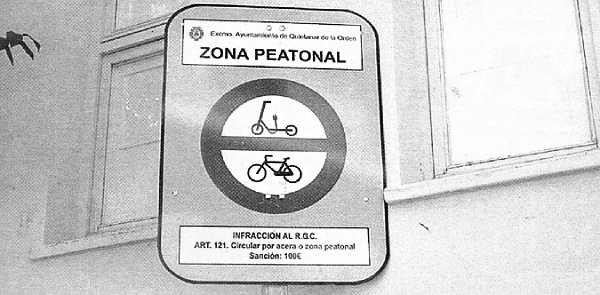 Excmo. Ayuntamiento de Quintanar de la Orden
ZONA PEATONAL
INFRACCIÓN AL R.G.C.
ART. 121. Circular por acera o zona peatonal
Sanción: 100€